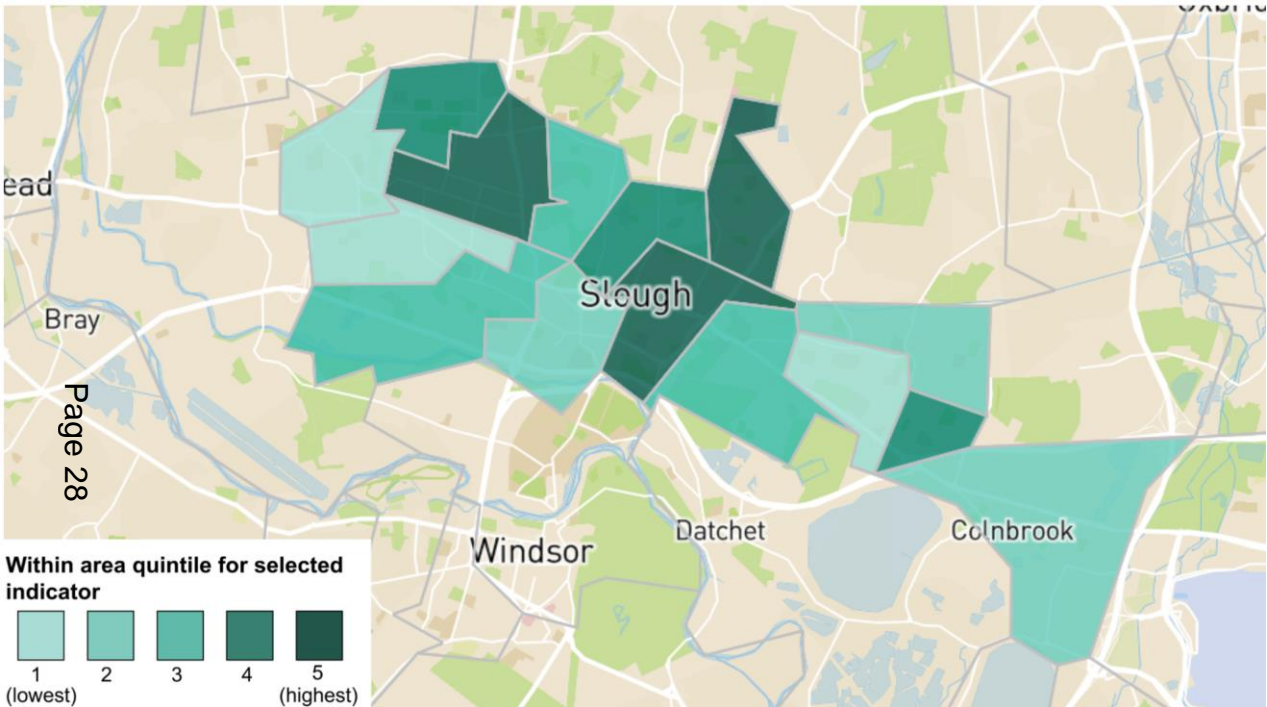 ead
Slough
Bray
Page 28
Datchet
Colnbrook
Windsor
Within area quintile for selected
indicator
1 2 3 4 5
(lowest) (highest)